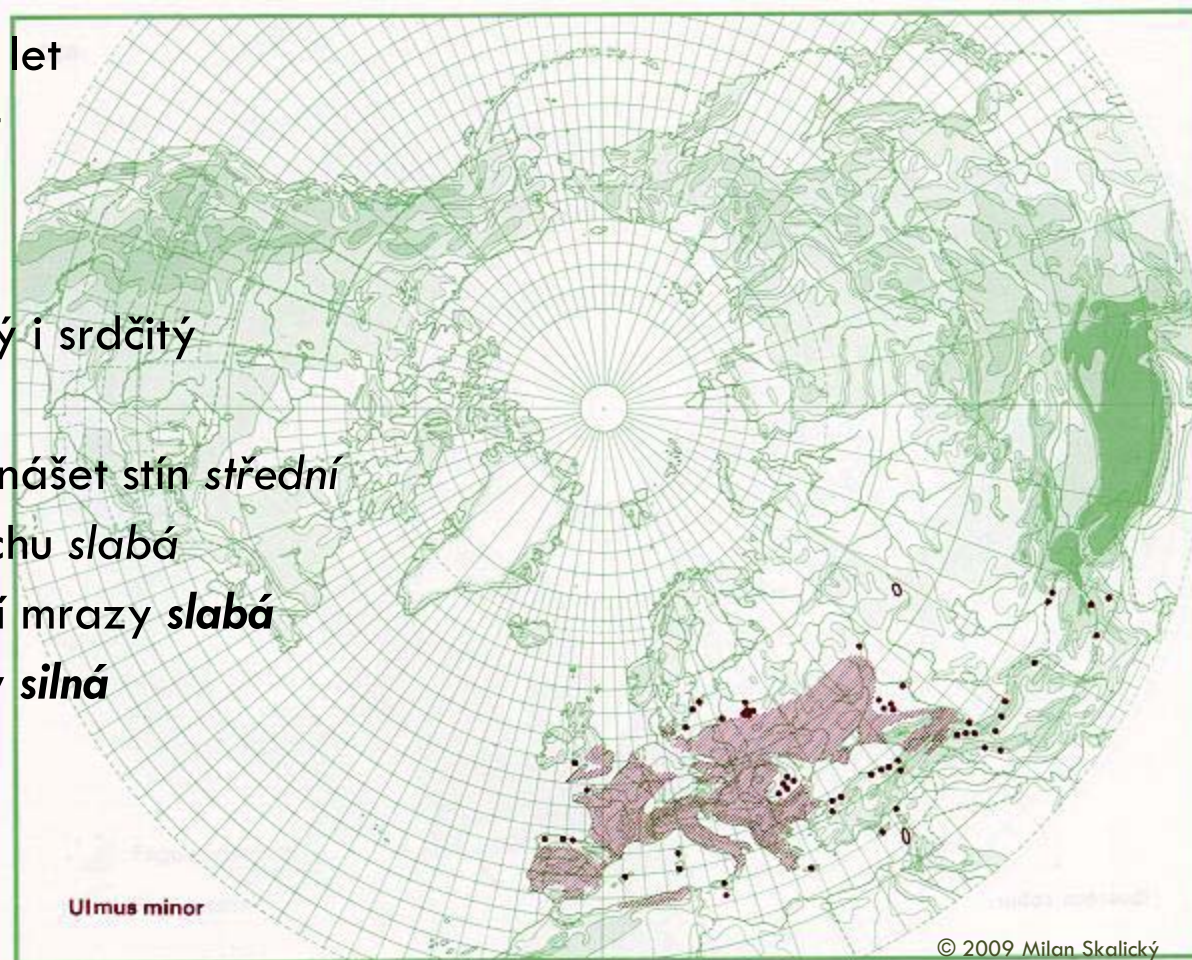 let
ý i srdčitý
nášet stín střední
chu slabá
í mrazy slabá
y silná
Ulmus minor
© 2009 Milan Skalický